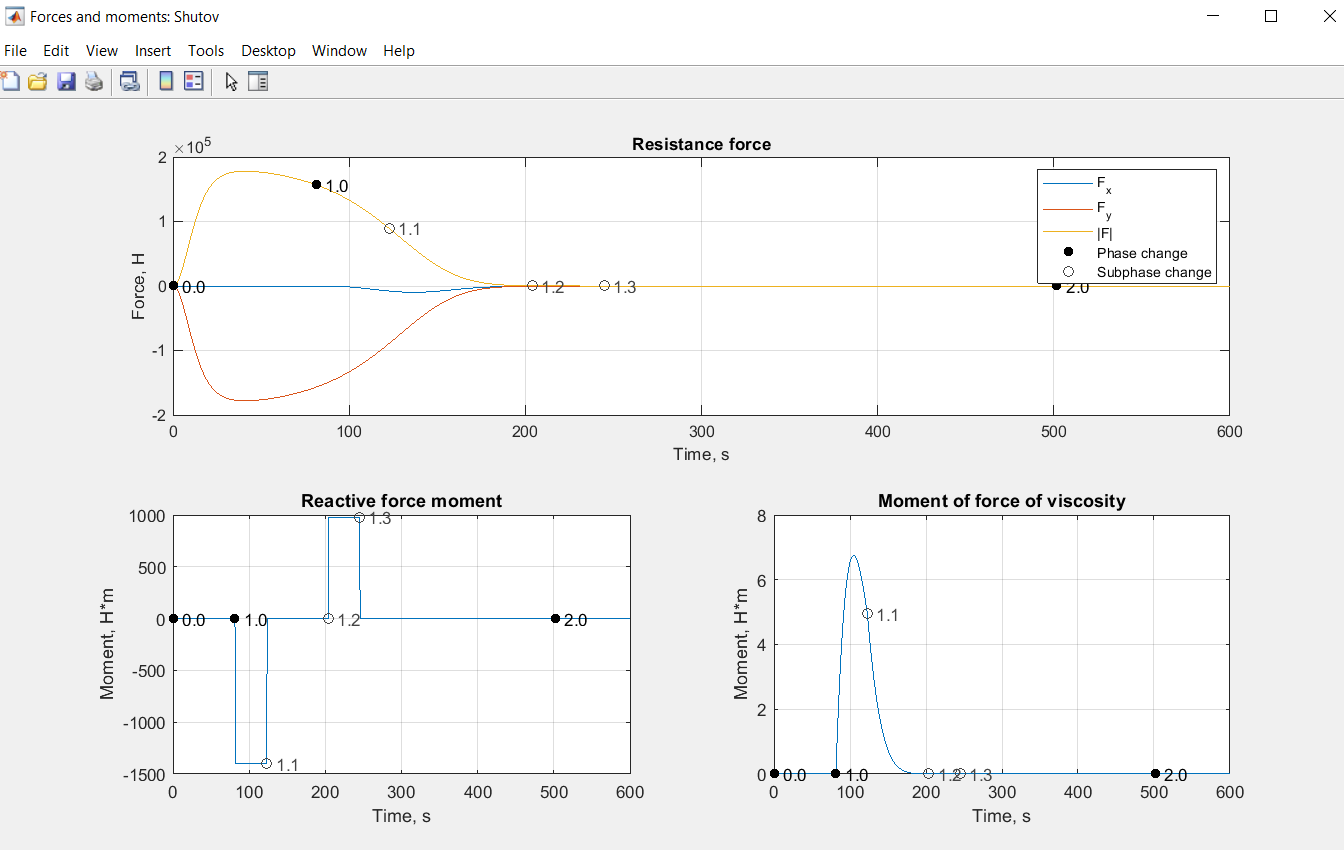 Forces and moments: Shutov
File Edit View Insert Tools Desktop Window Help
Resistance force
×10^5
2
1
0
-1
-2
Force, H
0.0
1.0
1.1
1.2
1.3
2.0
F_x
F_y
|F|
Phase change
Subphase change
0 100 200 300 400 500 600
Time, s
Reactive force moment
1000
500
0
-500
-1000
-1500
Moment, H*m
0.0
1.0
1.1
1.2
1.3
2.0
0 100 200 300 400 500 600
Time, s
Moment of force of viscosity
8
6
4
2
0
Moment, H*m
0.0
1.0
1.1
1.2
1.3
2.0
0 100 200 300 400 500 600
Time, s